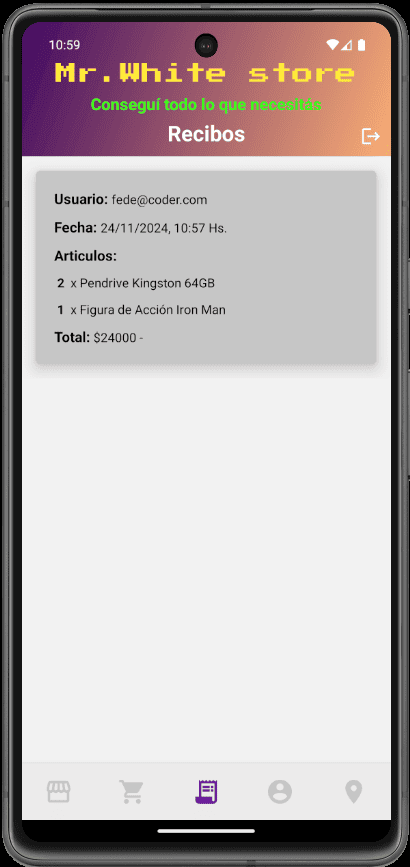 10:59
Mr.White store
Conseguí todo lo que necesitás
Recibos
Usuario: fede@coder.com
Fecha: 24/11/2024, 10:57 Hs.
Articulos:
2 x Pendrive Kingston 64GB
1 x Figura de Acción Iron Man
Total: $24000 -